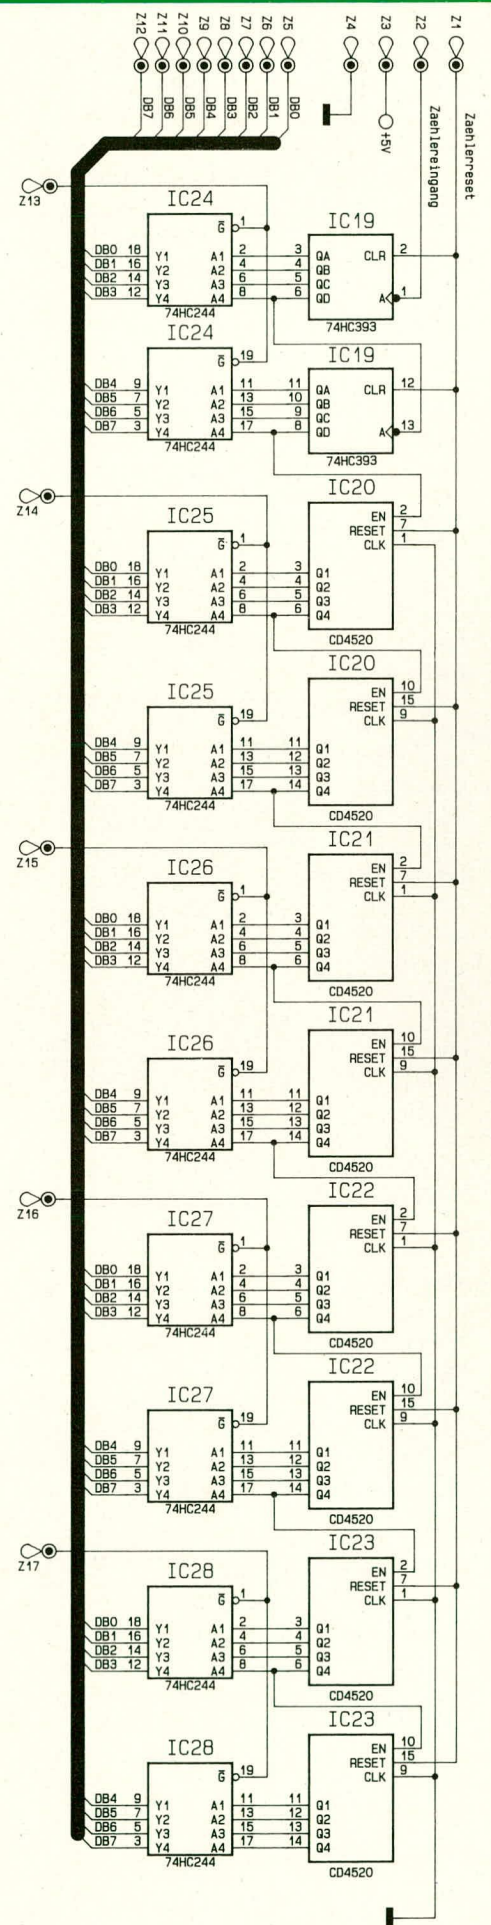 Z12 Z11 Z10 Z9 Z8 Z7 Z6 Z5 Z4 Z3 Z2 Z1
DB7 DB6 DB5 DB4 DB3 DB2 DB1 DB0 +5V Zaehlereingang Zaehlerreset
Z13
IC24 IC19
G 1
DB0 18 Y1 A1 2 3 QA CLR 2
DB1 16 Y2 A2 4 4 QB
DB2 14 Y3 A3 6 5 QC
DB3 12 Y4 A4 8 6 QD A 1
74HC244 74HC393
IC24 IC19
G 19
DB4 9 Y1 A1 11 11 QA CLR 12
DB5 7 Y2 A2 13 10 QB
DB6 5 Y3 A3 15 9 QC
DB7 3 Y4 A4 17 8 QD A 13
74HC244 74HC393
Z14
IC25 IC20
EN 2
RESET 7
G 1 CLK 1
DB0 18 Y1 A1 2 3 Q1
DB1 16 Y2 A2 4 4 Q2
DB2 14 Y3 A3 6 5 Q3
DB3 12 Y4 A4 8 6 Q4
74HC244 CD4520
IC25 IC20
EN 10
RESET 15
G 19 CLK 9
DB4 9 Y1 A1 11 11 Q1
DB5 7 Y2 A2 13 12 Q2
DB6 5 Y3 A3 15 13 Q3
DB7 3 Y4 A4 17 14 Q4
74HC244 CD4520
Z15
IC26 IC21
EN 2
RESET 7
G 1 CLK 1
DB0 18 Y1 A1 2 3 Q1
DB1 16 Y2 A2 4 4 Q2
DB2 14 Y3 A3 6 5 Q3
DB3 12 Y4 A4 8 6 Q4
74HC244 CD4520
IC26 IC21
EN 10
RESET 15
G 19 CLK 9
DB4 9 Y1 A1 11 11 Q1
DB5 7 Y2 A2 13 12 Q2
DB6 5 Y3 A3 15 13 Q3
DB7 3 Y4 A4 17 14 Q4
74HC244 CD4520
Z16
IC27 IC22
EN 2
RESET 7
G 1 CLK 1
DB0 18 Y1 A1 2 3 Q1
DB1 16 Y2 A2 4 4 Q2
DB2 14 Y3 A3 6 5 Q3
DB3 12 Y4 A4 8 6 Q4
74HC244 CD4520
IC27 IC22
EN 10
RESET 15
G 19 CLK 9
DB4 9 Y1 A1 11 11 Q1
DB5 7 Y2 A2 13 12 Q2
DB6 5 Y3 A3 15 13 Q3
DB7 3 Y4 A4 17 14 Q4
74HC244 CD4520
Z17
IC28 IC23
EN 2
RESET 7
G 1 CLK 1
DB0 18 Y1 A1 2 3 Q1
DB1 16 Y2 A2 4 4 Q2
DB2 14 Y3 A3 6 5 Q3
DB3 12 Y4 A4 8 6 Q4
74HC244 CD4520
IC28 IC23
EN 10
RESET 15
G 19 CLK 9
DB4 9 Y1 A1 11 11 Q1
DB5 7 Y2 A2 13 12 Q2
DB6 5 Y3 A3 15 13 Q3
DB7 3 Y4 A4 17 14 Q4
74HC244 CD4520